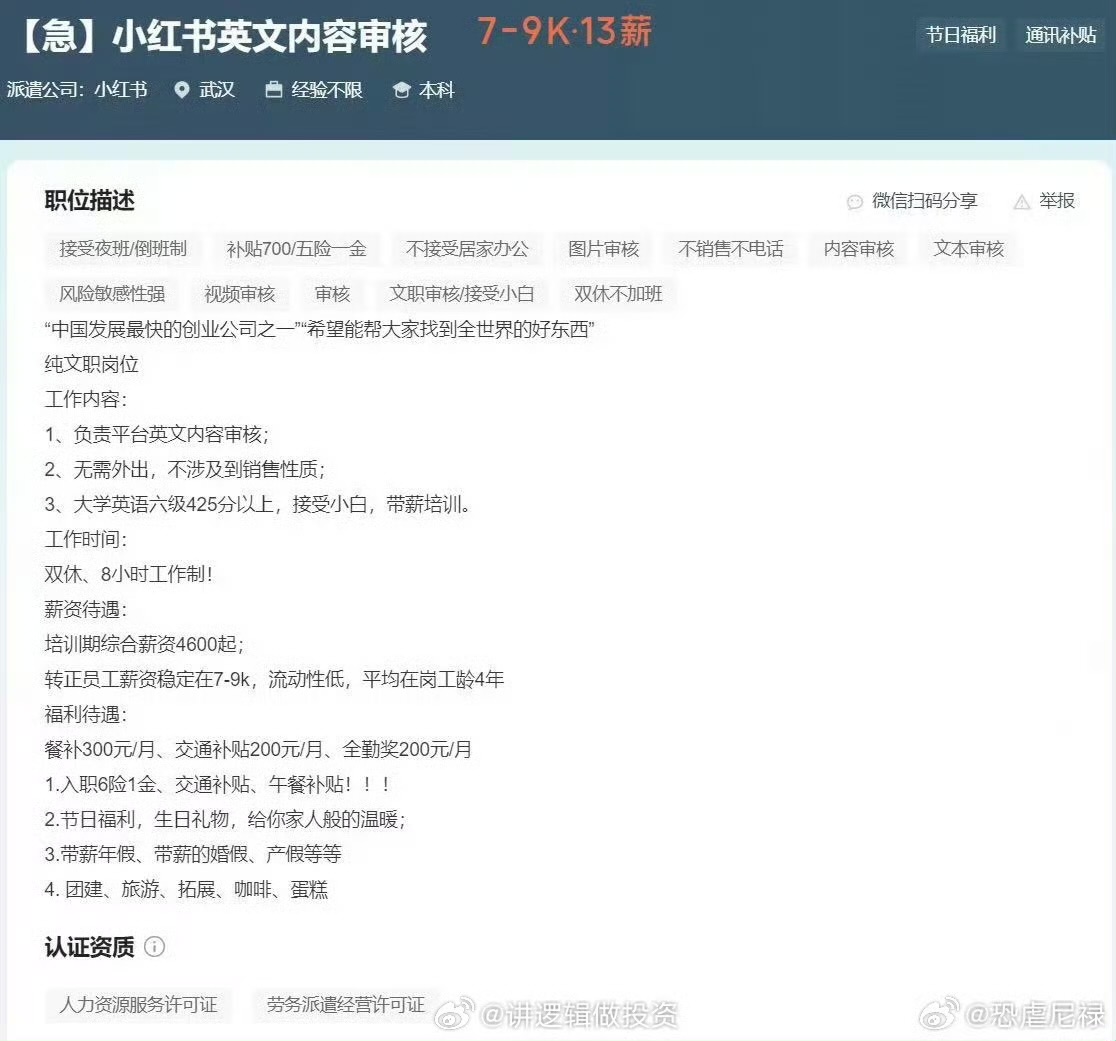 【急】小红书英文内容审核 7-9K·13薪 节日福利 通讯补贴
派遣公司：小红书 武汉 经验不限 本科
职位描述 微信扫码分享 举报
接受夜班/倒班制 补贴700/五险一金 不接受居家办公 图片审核 不销售不电话 内容审核 文本审核
风险敏感性强 视频审核 审核 文职审核/接受小白 双休不加班
“中国发展最快的创业公司之一”“希望能帮大家找到全世界的好东西”
纯文职岗位
工作内容：
1、负责平台英文内容审核；
2、无需外出，不涉及到销售性质；
3、大学英语六级425分以上，接受小白，带薪培训。
工作时间：
双休、8小时工作制！
薪资待遇：
培训期综合薪资4600起；
转正员工薪资稳定在7-9k，流动性低，平均在岗工龄4年
福利待遇：
餐补300元/月、交通补贴200元/月、全勤奖200元/月
1.入职6险1金、交通补贴、午餐补贴！！！
2.节日福利，生日礼物，给你家人般的温暖；
3.带薪年假、带薪的婚假、产假等等
4. 团建、旅游、拓展、咖啡、蛋糕
认证资质
人力资源服务许可证 劳务派遣经营许可证
@讲逻辑做投资 @恐虐尼禄